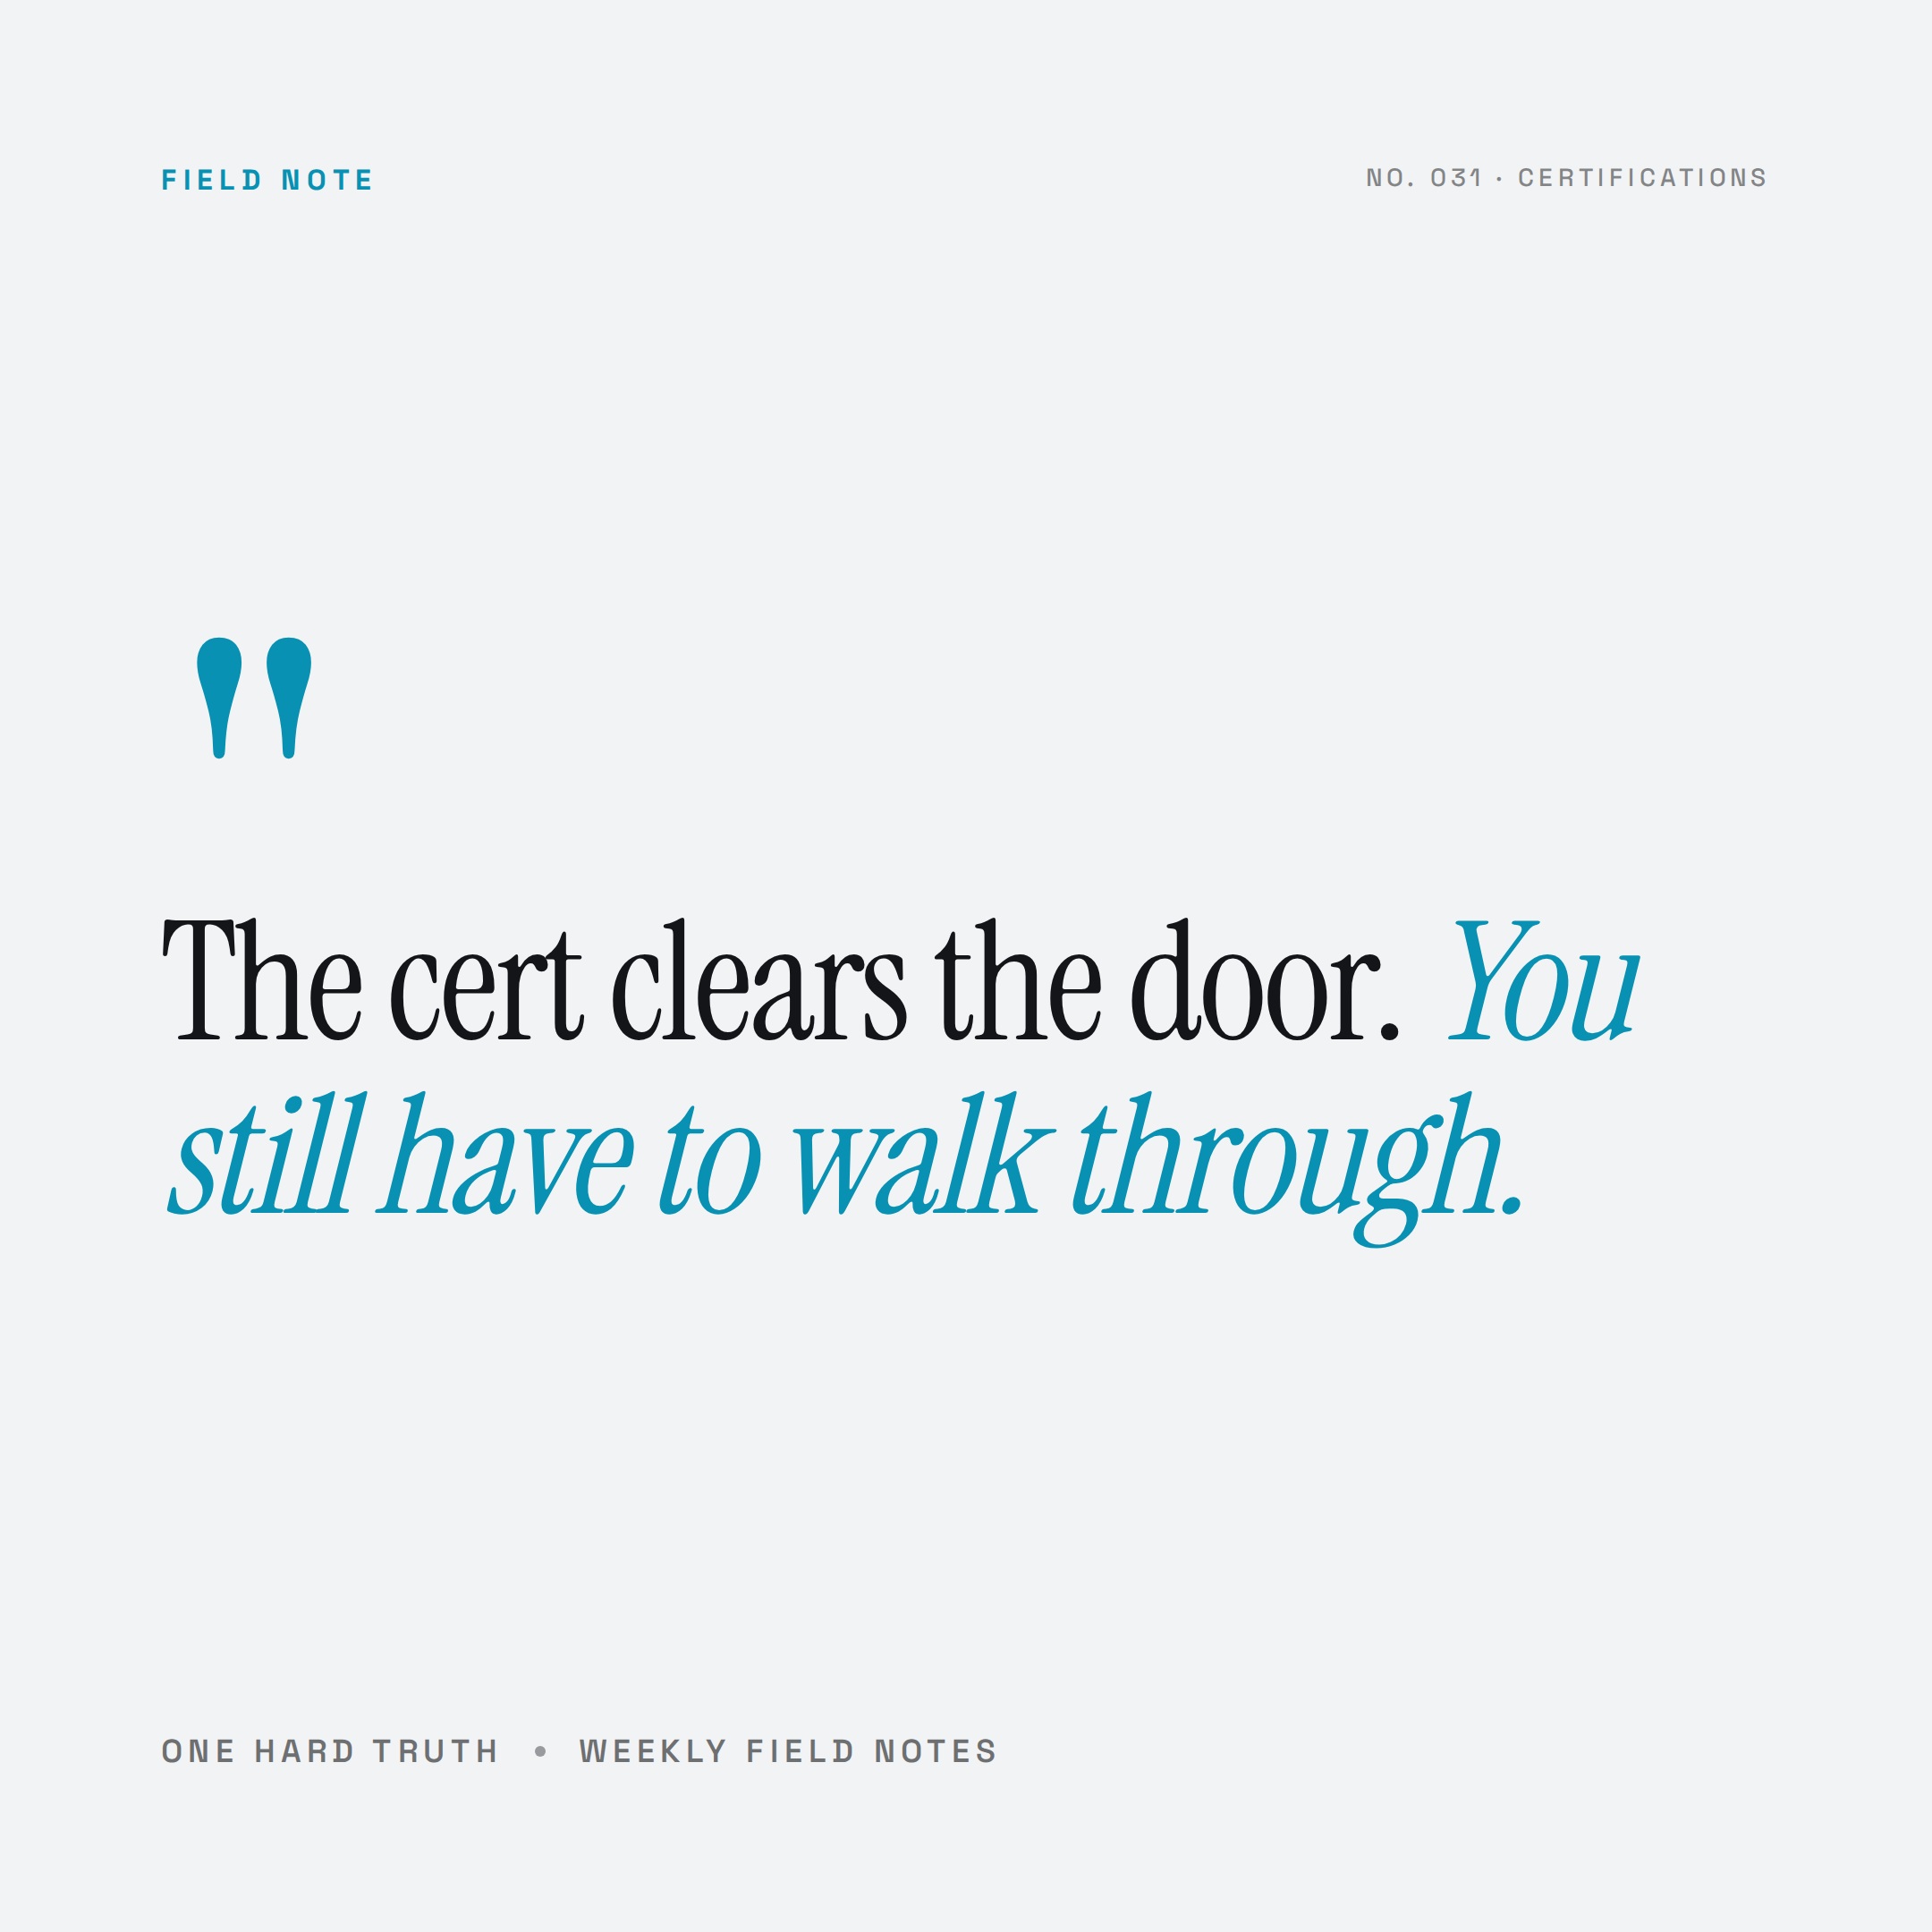 FIELD NOTE
NO. 031 · CERTIFICATIONS
"
The cert clears the door. You
still have to walk through.
ONE HARD TRUTH • WEEKLY FIELD NOTES